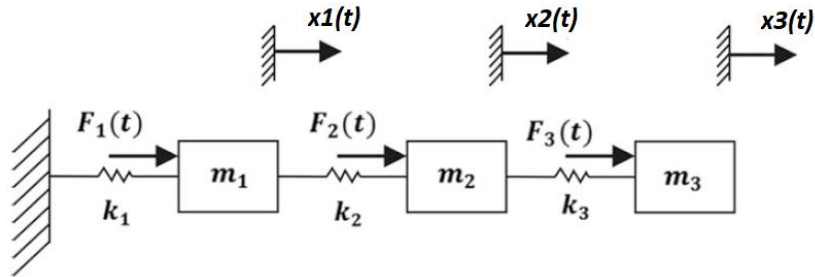 x1(t) x2(t) x3(t)
F₁(t) F₂(t) F₃(t)
m₁ m₂ m₃
k₁ k₂ k₃